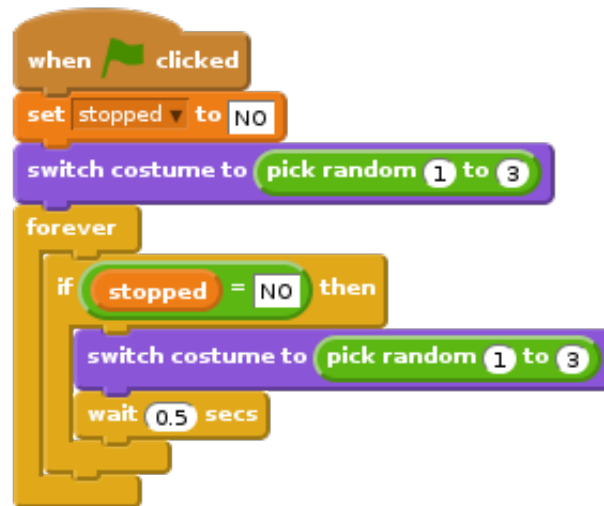 when clicked
set stopped to NO
switch costume to pick random 1 to 3
forever
if stopped = NO then
switch costume to pick random 1 to 3
wait 0.5 secs